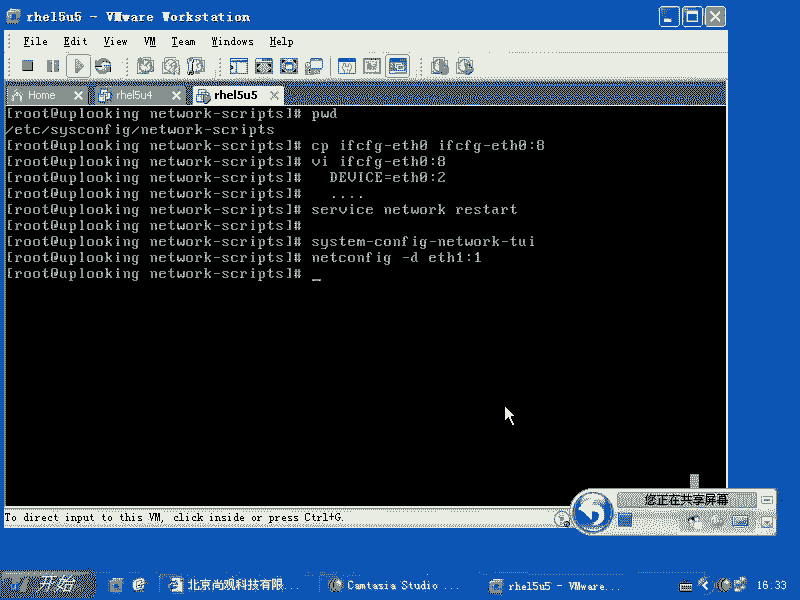 rhel5u5 - VMware Workstation
File Edit View VM Team Windows Help
Home rhel5u4 rhel5u5
[root@uplooking network-scripts]# pwd
/etc/sysconfig/network-scripts
[root@uplooking network-scripts]# cp ifcfg-eth0 ifcfg-eth0:8
[root@uplooking network-scripts]# vi ifcfg-eth0:8
[root@uplooking network-scripts]#   DEVICE=eth0:2
[root@uplooking network-scripts]#   ....
[root@uplooking network-scripts]# service network restart
[root@uplooking network-scripts]#
[root@uplooking network-scripts]# system-config-network-tui
[root@uplooking network-scripts]# netconfig -d eth1:1
[root@uplooking network-scripts]# _
您正在共享屏幕
To direct input to this VM, click inside or press Ctrl+G.
开始 北京尚观科技有限... Camtasia Studio ... rhel5u5 - VMware... 16:33